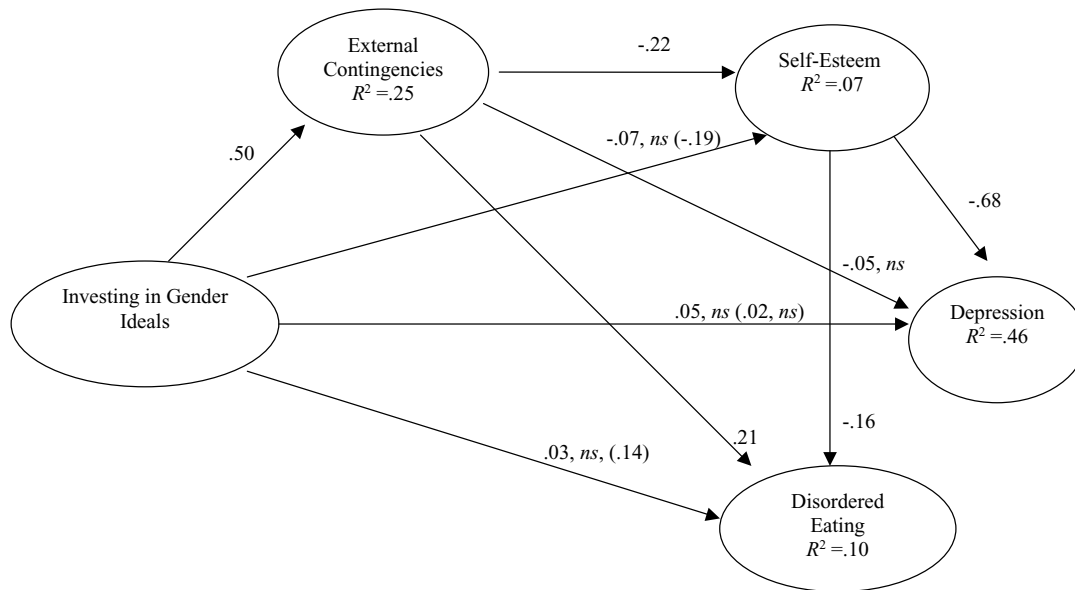 External
Contingencies
R² =.25
-.22
Self-Esteem
R² =.07
.50
-.07, ns (-.19)
-.68
-.05, ns
Investing in Gender
Ideals
.05, ns (.02, ns)
Depression
R² =.46
.03, ns, (.14)
.21
-.16
Disordered
Eating
R² =.10